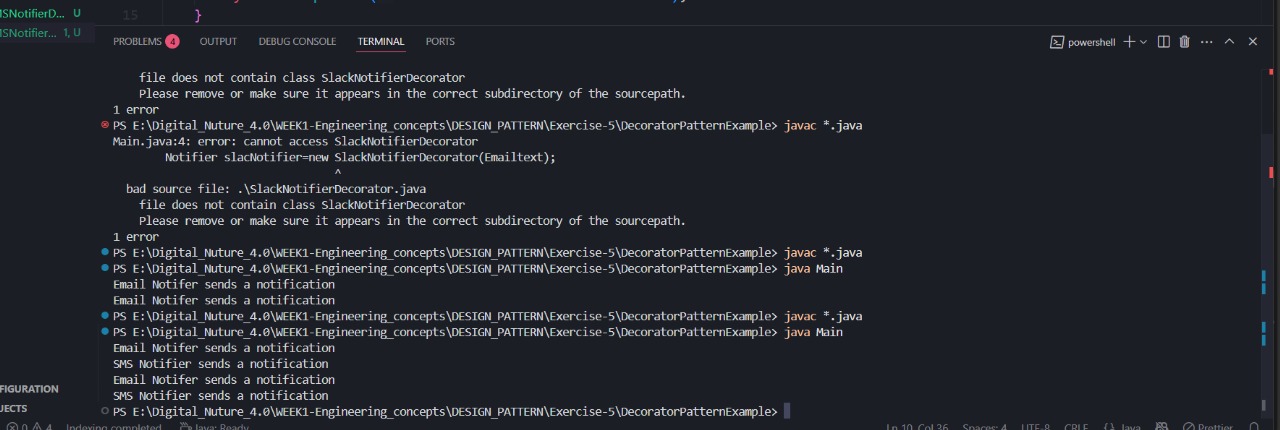 MSNotifierD... U
MSNotifier... 1, U
15 }
PROBLEMS 4 OUTPUT DEBUG CONSOLE TERMINAL PORTS powershell
file does not contain class SlackNotifierDecorator
Please remove or make sure it appears in the correct subdirectory of the sourcepath.
1 error
PS E:\Digital_Nuture_4.0\WEEK1-Engineering_concepts\DESIGN_PATTERN\Exercise-5\DecoratorPatternExample> javac *.java
Main.java:4: error: cannot access SlackNotifierDecorator
Notifier slacNotifier=new SlackNotifierDecorator(Emailtext);
^
bad source file: .\SlackNotifierDecorator.java
file does not contain class SlackNotifierDecorator
Please remove or make sure it appears in the correct subdirectory of the sourcepath.
1 error
PS E:\Digital_Nuture_4.0\WEEK1-Engineering_concepts\DESIGN_PATTERN\Exercise-5\DecoratorPatternExample> javac *.java
PS E:\Digital_Nuture_4.0\WEEK1-Engineering_concepts\DESIGN_PATTERN\Exercise-5\DecoratorPatternExample> java Main
Email Notifer sends a notification
Email Notifer sends a notification
PS E:\Digital_Nuture_4.0\WEEK1-Engineering_concepts\DESIGN_PATTERN\Exercise-5\DecoratorPatternExample> javac *.java
PS E:\Digital_Nuture_4.0\WEEK1-Engineering_concepts\DESIGN_PATTERN\Exercise-5\DecoratorPatternExample> java Main
Email Notifer sends a notification
SMS Notifier sends a notification
Email Notifer sends a notification
SMS Notifier sends a notification
PS E:\Digital_Nuture_4.0\WEEK1-Engineering_concepts\DESIGN_PATTERN\Exercise-5\DecoratorPatternExample>
FIGURATION
JECTS
0 4 Indexing completed Java: Ready Ln 10, Col 36 Spaces: 4 UTF-8 CRLF {} Java Prettier